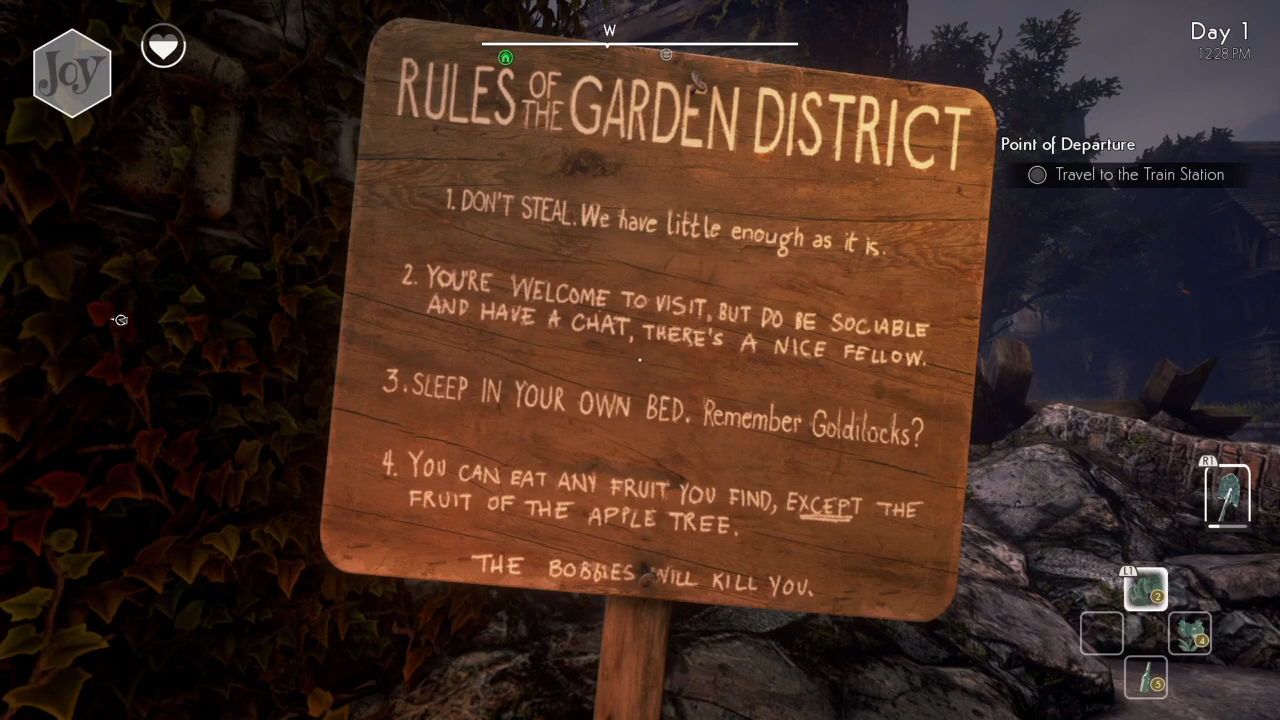 Joy
W
Day 1
12:28 PM
RULES OF THE GARDEN DISTRICT
Point of Departure
Travel to the Train Station
1. DON'T STEAL. We have little enough as it is.
2. YOU'RE WELCOME TO VISIT, BUT DO BE SOCIABLE
AND HAVE A CHAT, THERE'S A NICE FELLOW.
3. SLEEP IN YOUR OWN BED. Remember Goldilocks?
4. YOU CAN EAT ANY FRUIT YOU FIND, EXCEPT THE
FRUIT OF THE APPLE TREE.
THE BOBBIES WILL KILL YOU.
R1
L1
2
4
5